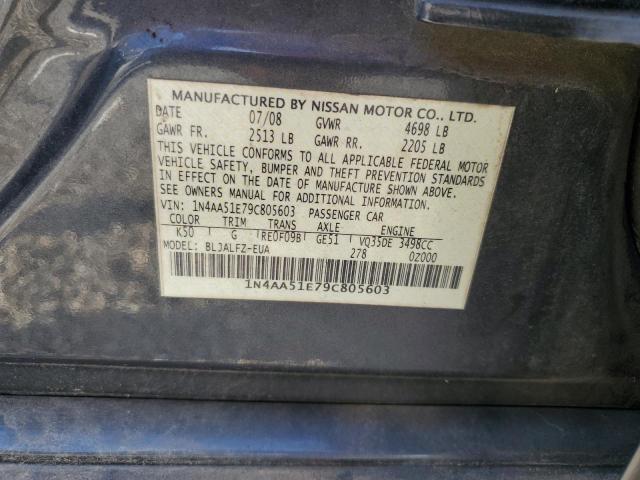 MANUFACTURED BY NISSAN MOTOR CO., LTD.
DATE 07/08 GVWR 4698 LB
GAWR FR. 2513 LB GAWR RR. 2205 LB
THIS VEHICLE CONFORMS TO ALL APPLICABLE FEDERAL MOTOR
VEHICLE SAFETY, BUMPER AND THEFT PREVENTION STANDARDS
IN EFFECT ON THE DATE OF MANUFACTURE SHOWN ABOVE.
SEE OWNERS MANUAL FOR ADDITIONAL INFORMATION.
VIN: 1N4AA51E79C805603 PASSENGER CAR
COLOR TRIM TRANS AXLE ENGINE
K50 G RE0F09B GE51 VQ35DE 3498CC
MODEL: BLJALFZ-EUA 278 0Z000
1N4AA51E79C805603